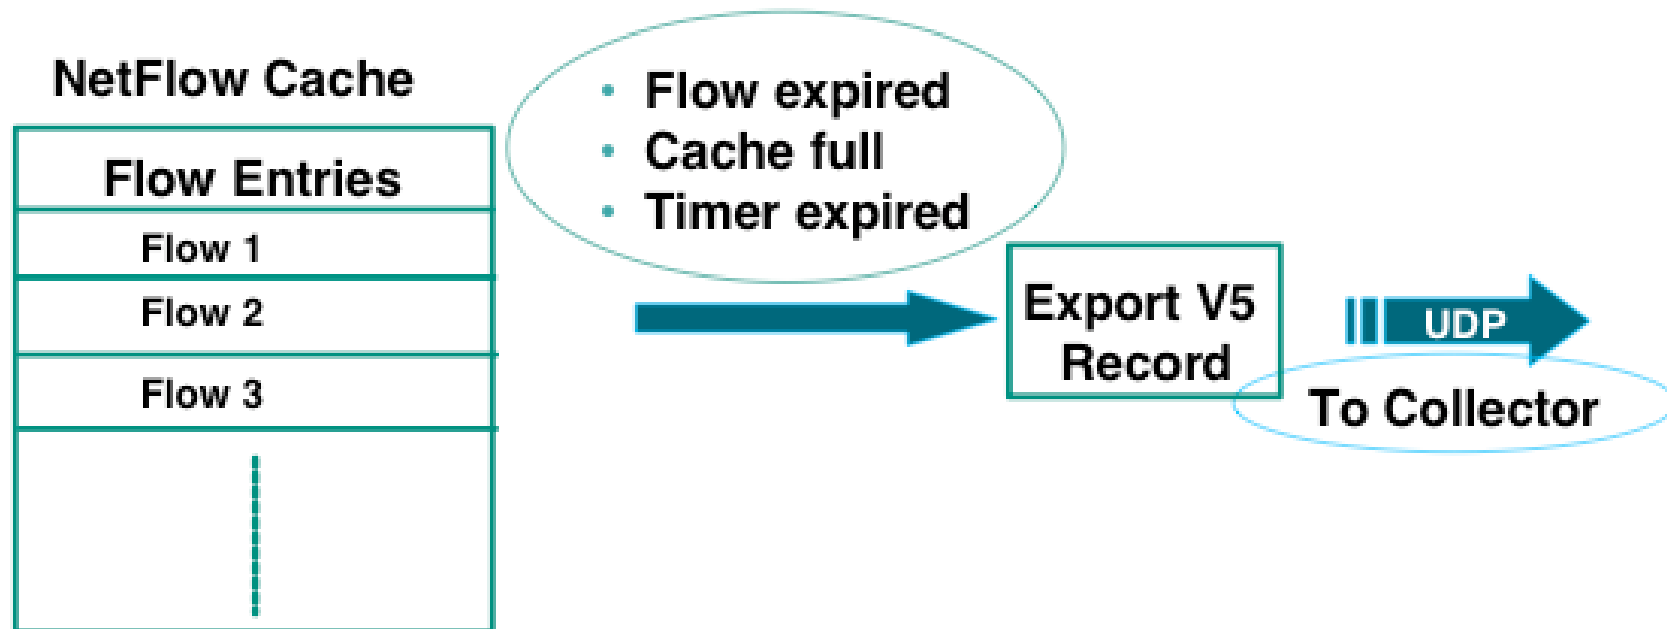 NetFlow Cache
Flow Entries
Flow 1
Flow 2
Flow 3
• Flow expired
• Cache full
• Timer expired
Export V5
Record
UDP
To Collector